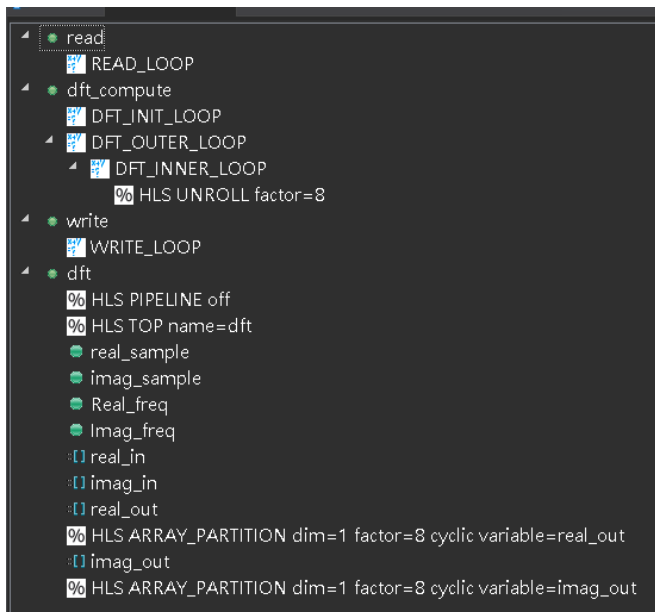 read
READ_LOOP
dft_compute
DFT_INIT_LOOP
DFT_OUTER_LOOP
DFT_INNER_LOOP
% HLS UNROLL factor=8
write
WRITE_LOOP
dft
% HLS PIPELINE off
% HLS TOP name=dft
real_sample
imag_sample
Real_freq
Imag_freq
[] real_in
[] imag_in
[] real_out
% HLS ARRAY_PARTITION dim=1 factor=8 cyclic variable=real_out
[] imag_out
% HLS ARRAY_PARTITION dim=1 factor=8 cyclic variable=imag_out